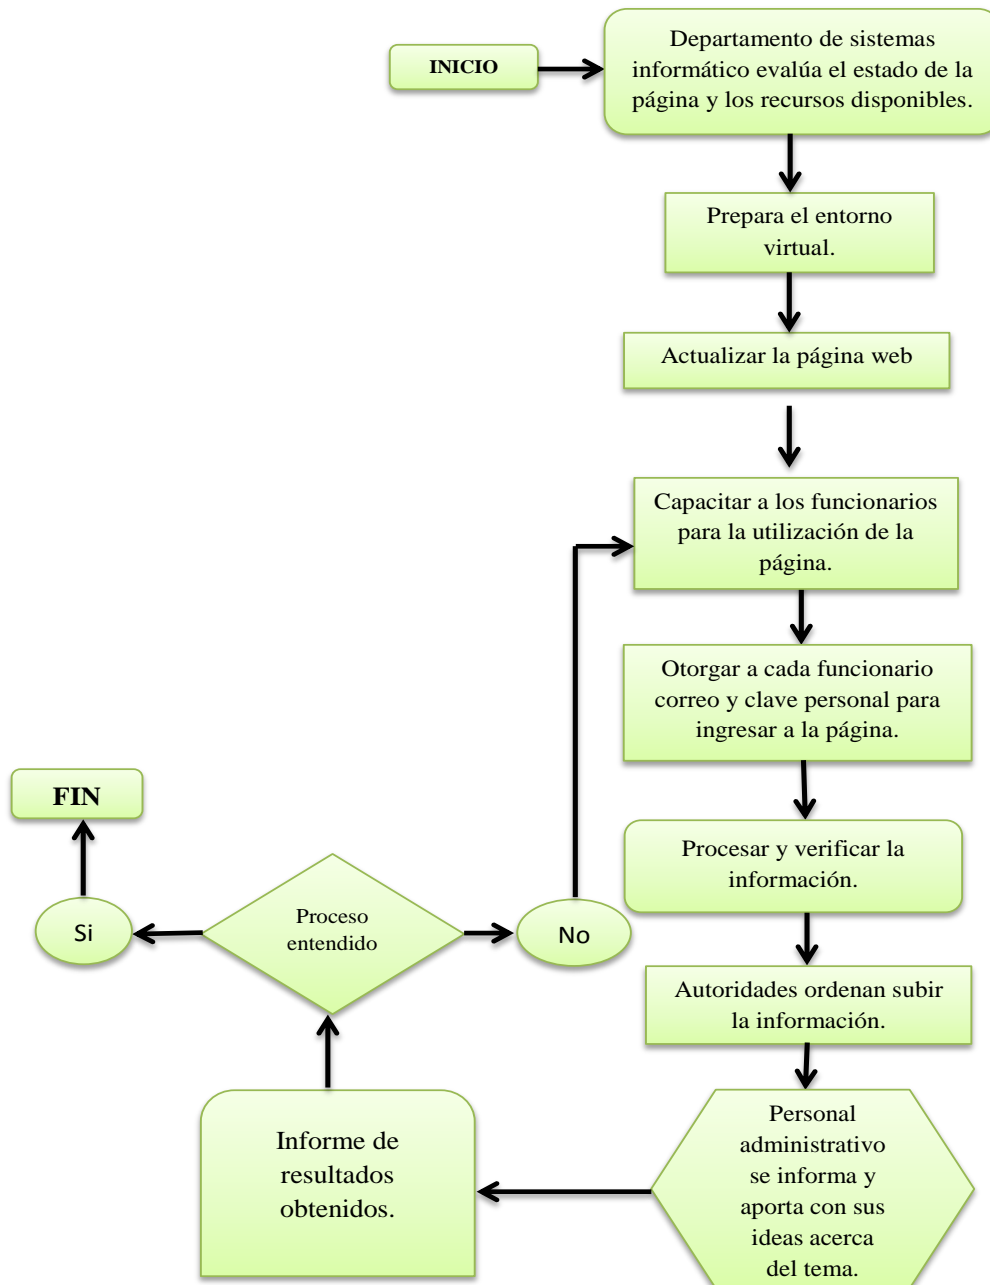 INICIO
Departamento de sistemas
informático evalúa el estado de la
página y los recursos disponibles.
Prepara el entorno
virtual.
Actualizar la página web
Capacitar a los funcionarios
para la utilización de la
página.
Otorgar a cada funcionario
correo y clave personal para
ingresar a la página.
Procesar y verificar la
información.
Autoridades ordenan subir
la información.
Personal
administrativo
se informa y
aporta con sus
ideas acerca
del tema.
Informe de
resultados
obtenidos.
Proceso
entendido
No
Si
FIN